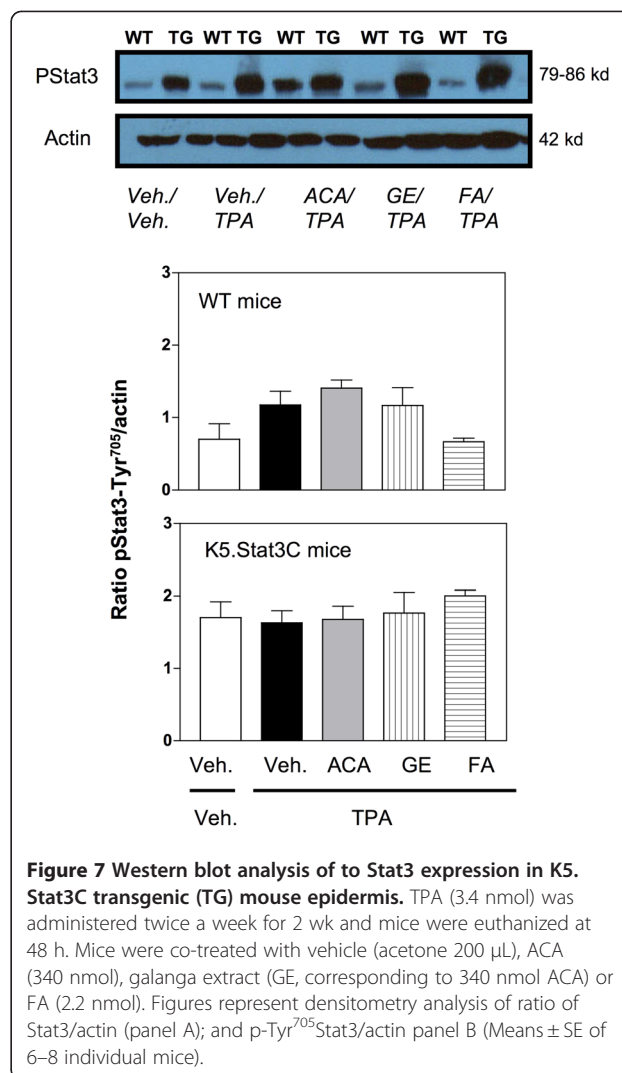 WT TG WT TG WT TG WT TG WT TG
PStat3 79-86 kd
Actin 42 kd
Veh./ Veh./ ACA/ GE/ FA/
Veh. TPA TPA TPA TPA
Ratio pStat3-Tyr⁷⁰⁵/actin
3
WT mice
2
1
0
3
K5.Stat3C mice
2
1
0
Veh. Veh. ACA GE FA
Veh. TPA
Figure 7 Western blot analysis of to Stat3 expression in K5.
Stat3C transgenic (TG) mouse epidermis. TPA (3.4 nmol) was
administered twice a week for 2 wk and mice were euthanized at
48 h. Mice were co-treated with vehicle (acetone 200 μL), ACA
(340 nmol), galanga extract (GE, corresponding to 340 nmol ACA) or
FA (2.2 nmol). Figures represent densitometry analysis of ratio of
Stat3/actin (panel A); and p-Tyr⁷⁰⁵Stat3/actin panel B (Means ± SE of
6–8 individual mice).